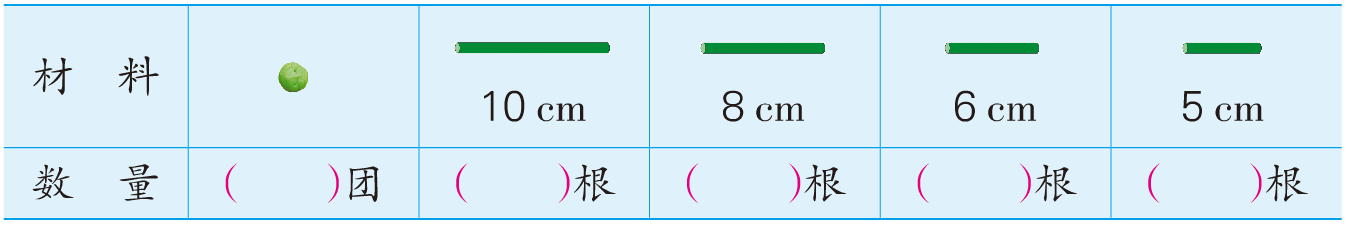 材 料 10 cm 8 cm 6 cm 5 cm
数 量 ( )团 ( )根 ( )根 ( )根 ( )根